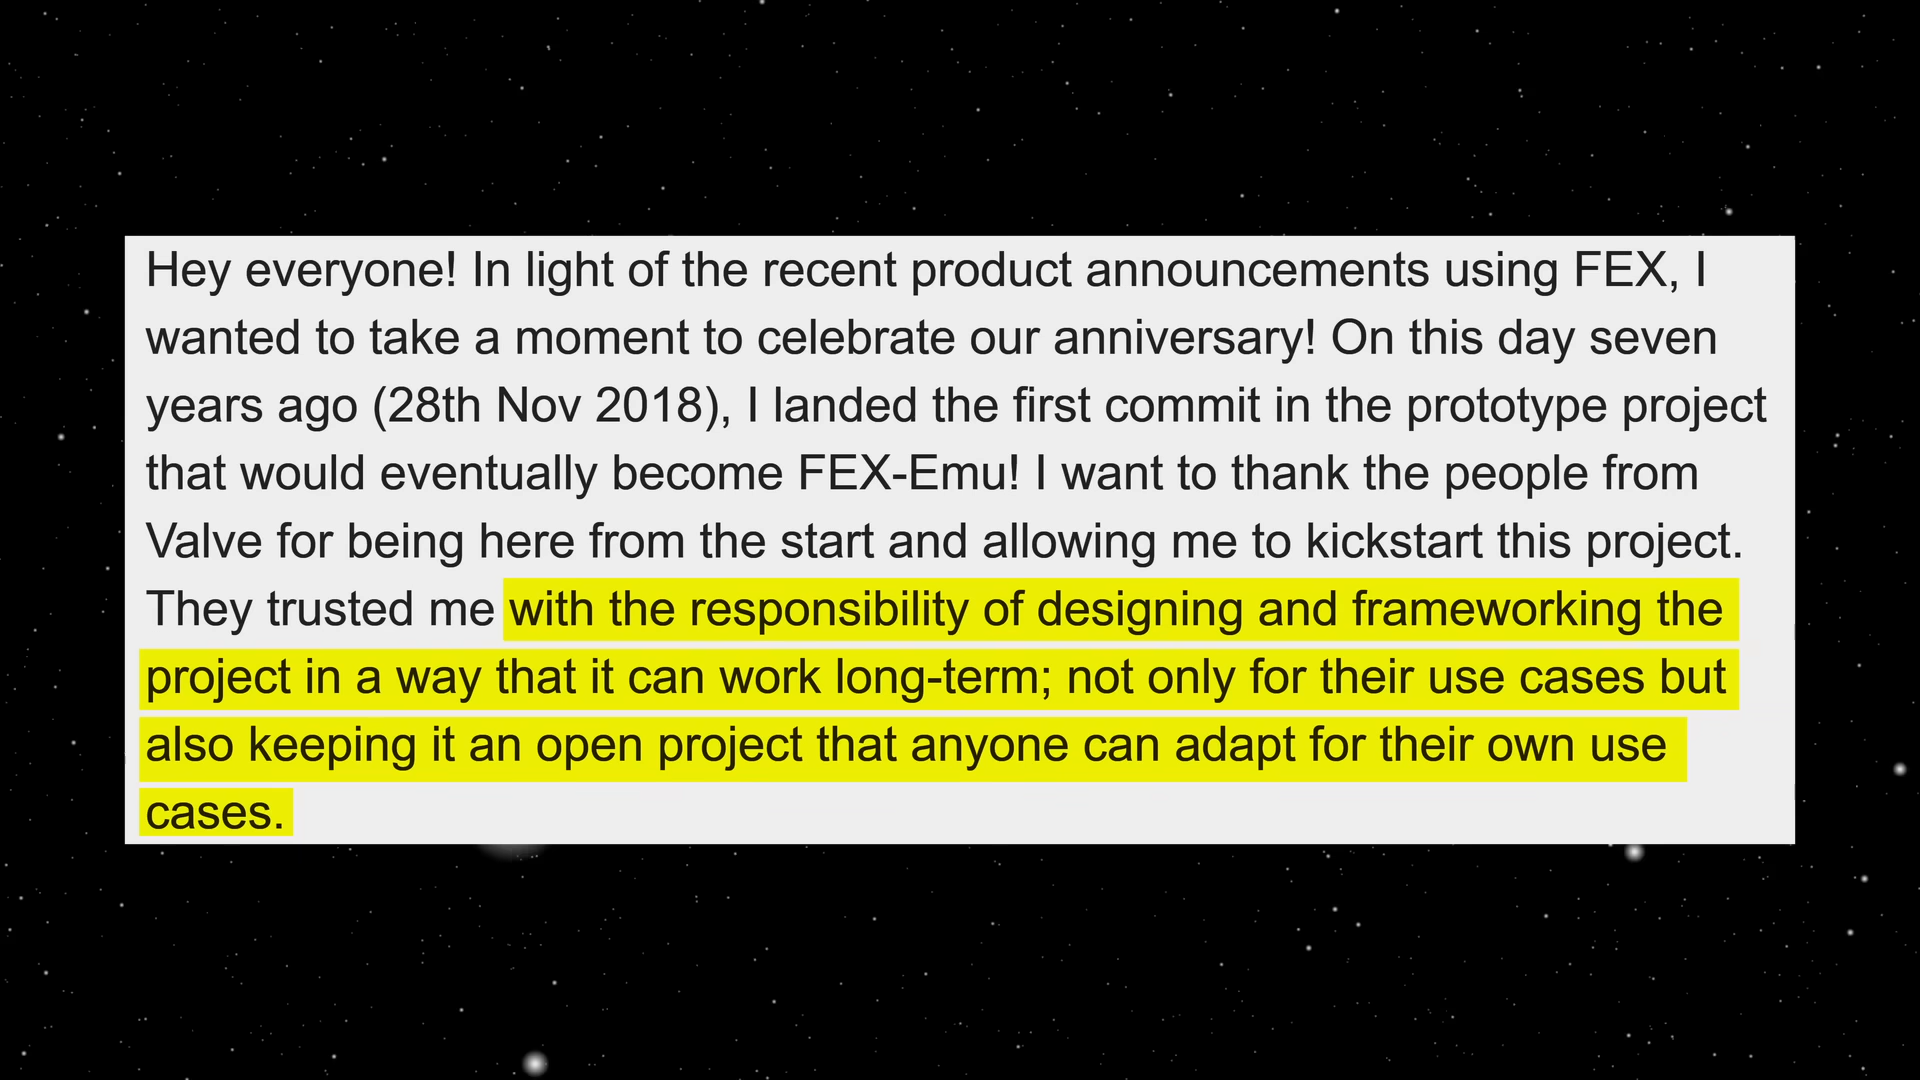 Hey everyone! In light of the recent product announcements using FEX, I
wanted to take a moment to celebrate our anniversary! On this day seven
years ago (28th Nov 2018), I landed the first commit in the prototype project
that would eventually become FEX-Emu! I want to thank the people from
Valve for being here from the start and allowing me to kickstart this project.
They trusted me with the responsibility of designing and frameworking the
project in a way that it can work long-term; not only for their use cases but
also keeping it an open project that anyone can adapt for their own use
cases.